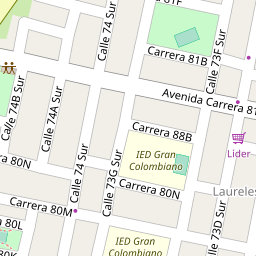 81F
Calle 74 Sur
Carrera 81B
Calle 73F Sur
Avenida Carrera 81
Calle 74B Sur
Calle 74A Sur
Carrera 88B
Lider
IED Gran
Colombiano
Carrera 80N
Calle 74 Sur
Calle 73G Sur
Carrera 80N
Laureles
Carrera 80M
80L
Calle 73D Sur
IED Gran
Colombiano